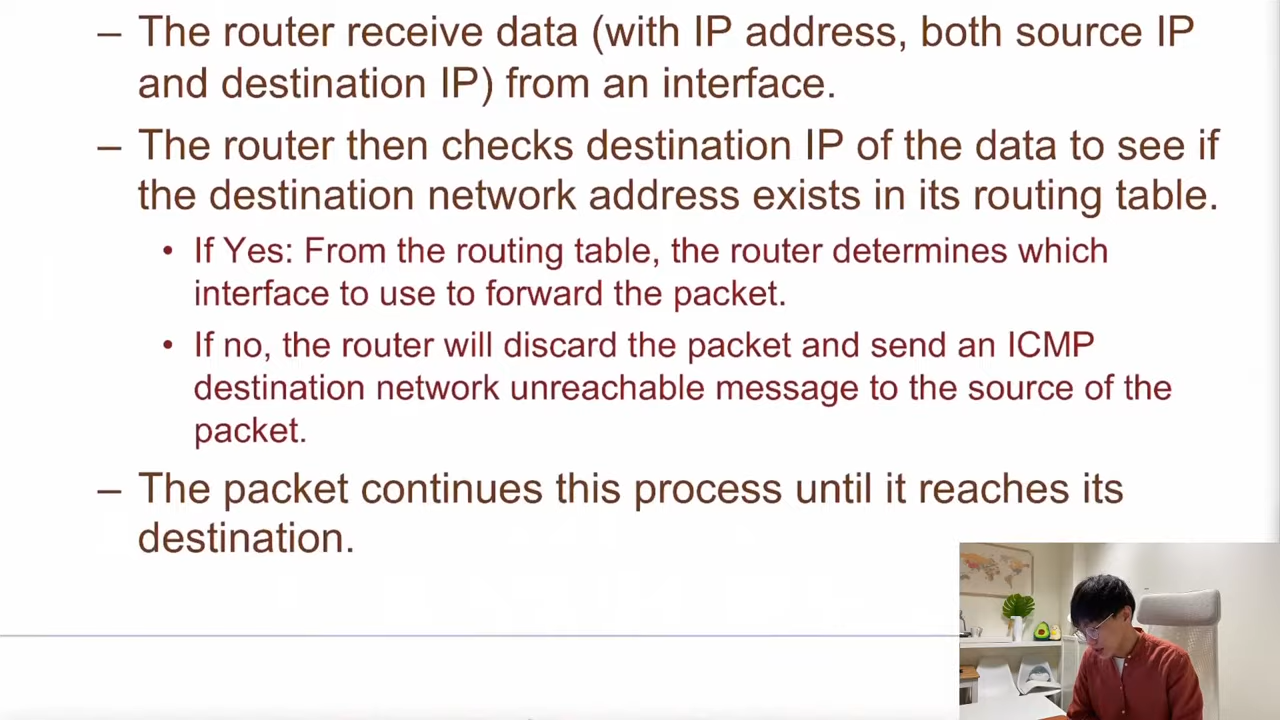 – The router receive data (with IP address, both source IP
and destination IP) from an interface.
– The router then checks destination IP of the data to see if
the destination network address exists in its routing table.
• If Yes: From the routing table, the router determines which
interface to use to forward the packet.
• If no, the router will discard the packet and send an ICMP
destination network unreachable message to the source of the
packet.
– The packet continues this process until it reaches its
destination.